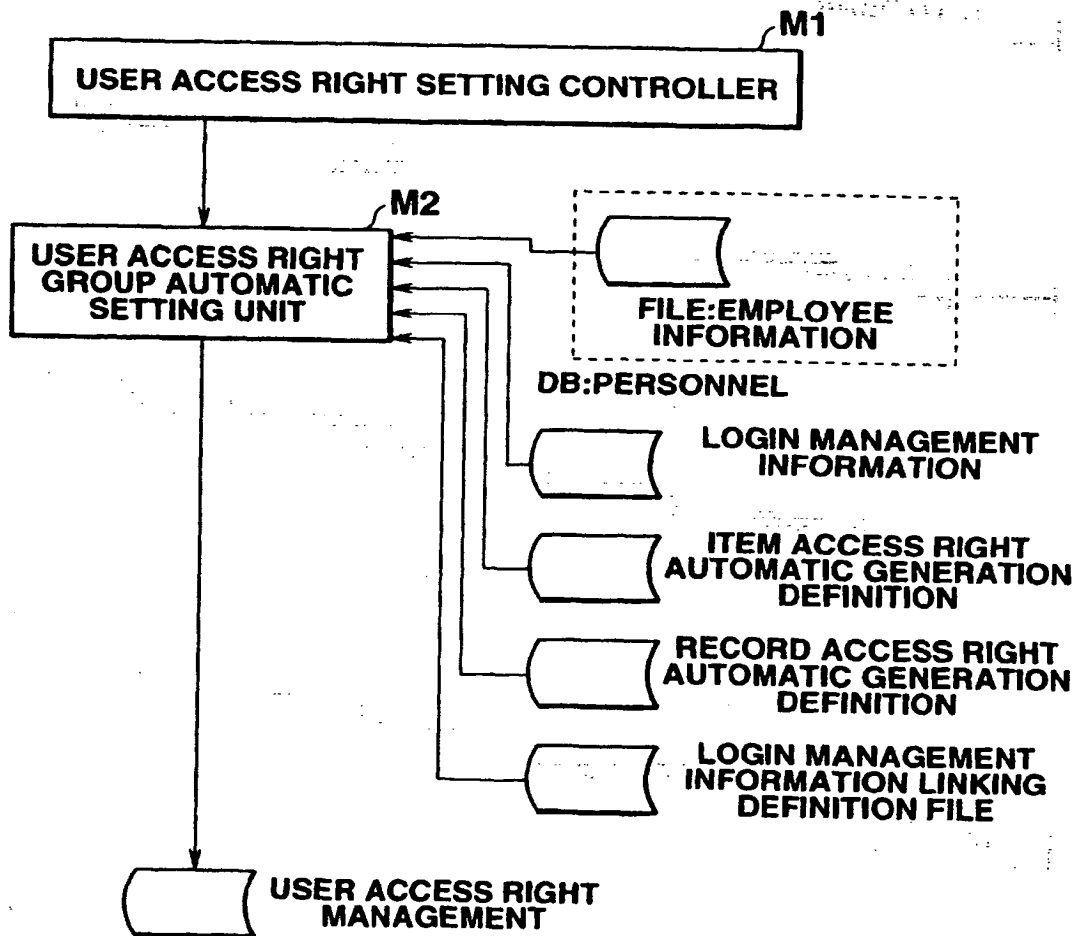 M1
USER ACCESS RIGHT SETTING CONTROLLER
M2
USER ACCESS RIGHT
GROUP AUTOMATIC
SETTING UNIT
FILE:EMPLOYEE
INFORMATION
DB:PERSONNEL
LOGIN MANAGEMENT
INFORMATION
ITEM ACCESS RIGHT
AUTOMATIC GENERATION
DEFINITION
RECORD ACCESS RIGHT
AUTOMATIC GENERATION
DEFINITION
LOGIN MANAGEMENT
INFORMATION LINKING
DEFINITION FILE
USER ACCESS RIGHT
MANAGEMENT